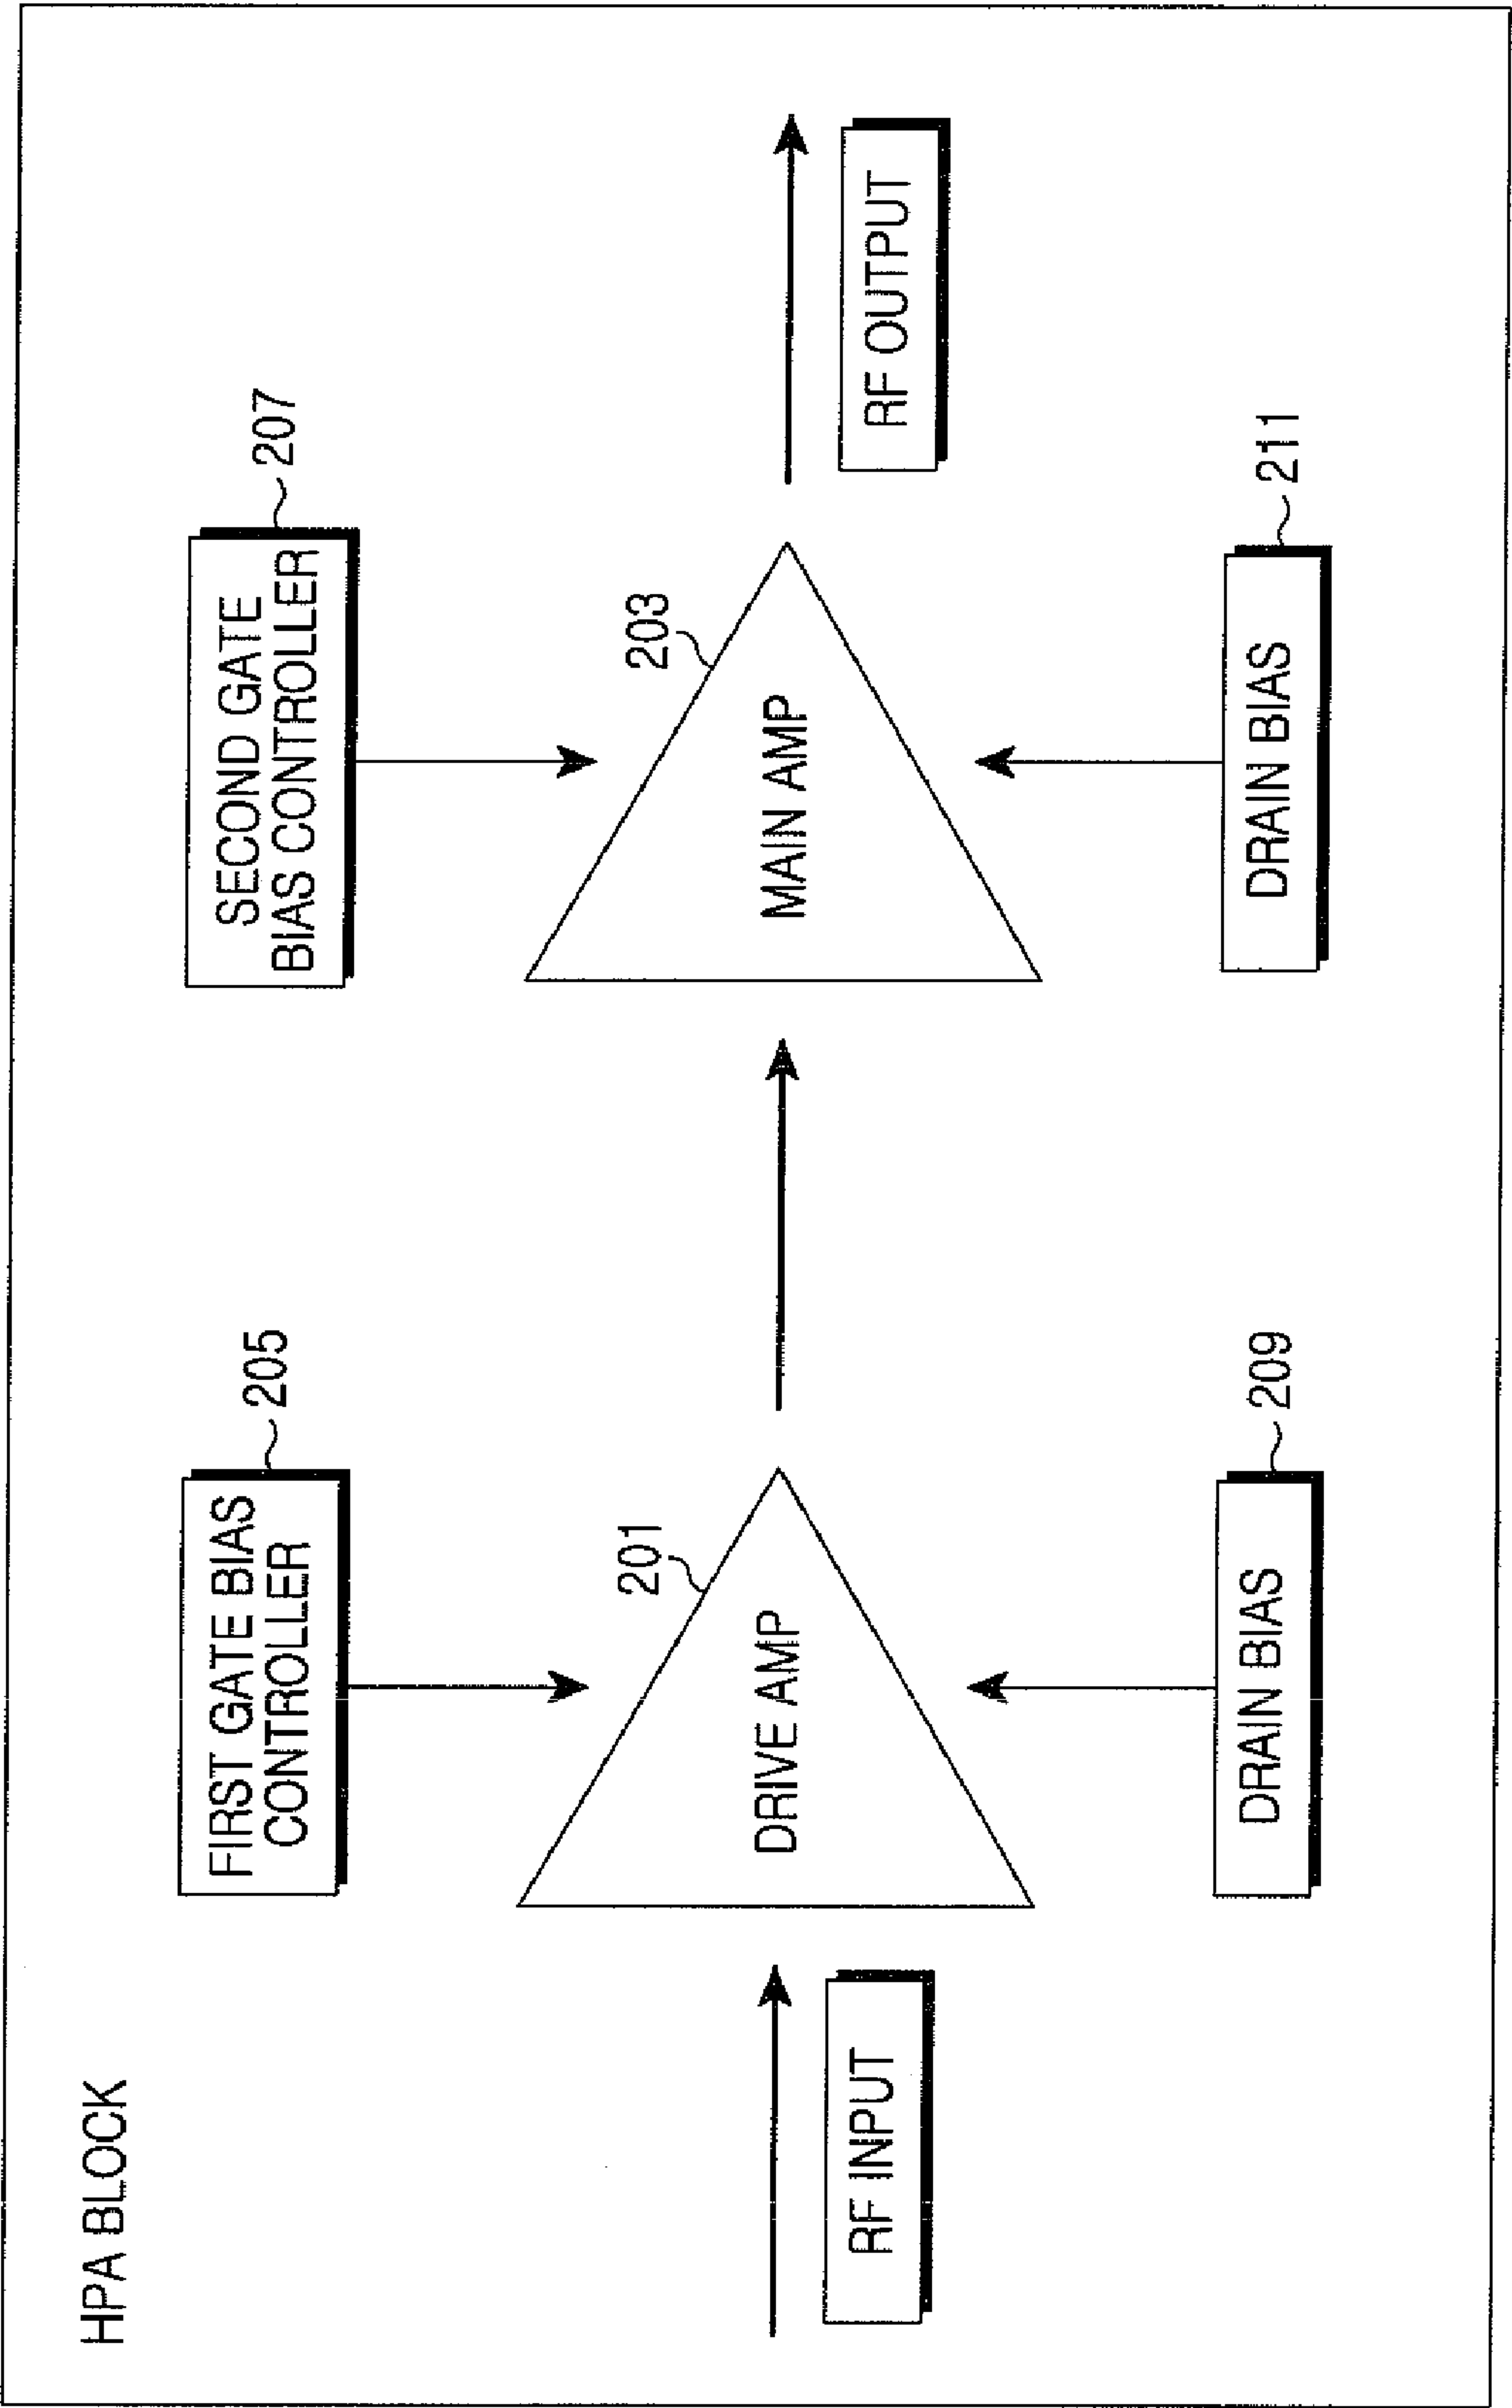 HPA BLOCK
FIRST GATE BIAS
CONTROLLER
205
SECOND GATE
BIAS CONTROLLER
207
201
203
DRIVE AMP
MAIN AMP
RF INPUT
RF OUTPUT
DRAIN BIAS
209
DRAIN BIAS
211